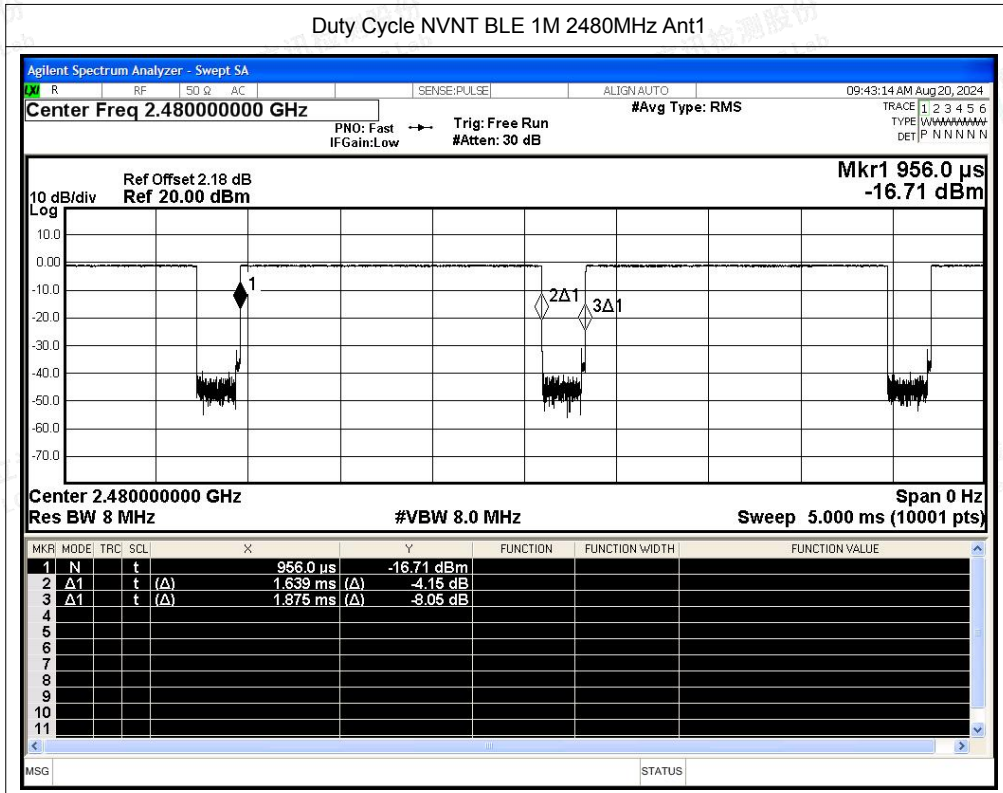 Duty Cycle NVNT BLE 1M 2480MHz Ant1
Agilent Spectrum Analyzer - Swept SA
LXI R RF 50 Ω AC SENSE:PULSE ALIGN AUTO 09:43:14 AM Aug 20, 2024
Center Freq 2.480000000 GHz #Avg Type: RMS TRACE 1 2 3 4 5 6
PNO: Fast Trig: Free Run TYPE W
IFGain:Low #Atten: 30 dB DET P N N N N N
Mkr1 956.0 µs
Ref Offset 2.18 dB
10 dB/div Ref 20.00 dBm -16.71 dBm
Log
10.0
0.00
-10.0 1 2Δ1
-20.0 3Δ1
-30.0
-40.0
-50.0
-60.0
-70.0
Center 2.480000000 GHz Span 0 Hz
Res BW 8 MHz #VBW 8.0 MHz Sweep 5.000 ms (10001 pts)
MKR MODE TRC SCL X Y FUNCTION FUNCTION WIDTH FUNCTION VALUE
1 N t 956.0 µs -16.71 dBm
2 Δ1 t (Δ) 1.639 ms (Δ) -4.15 dB
3 Δ1 t (Δ) 1.875 ms (Δ) -8.05 dB
4
5
6
7
8
9
10
11
MSG STATUS